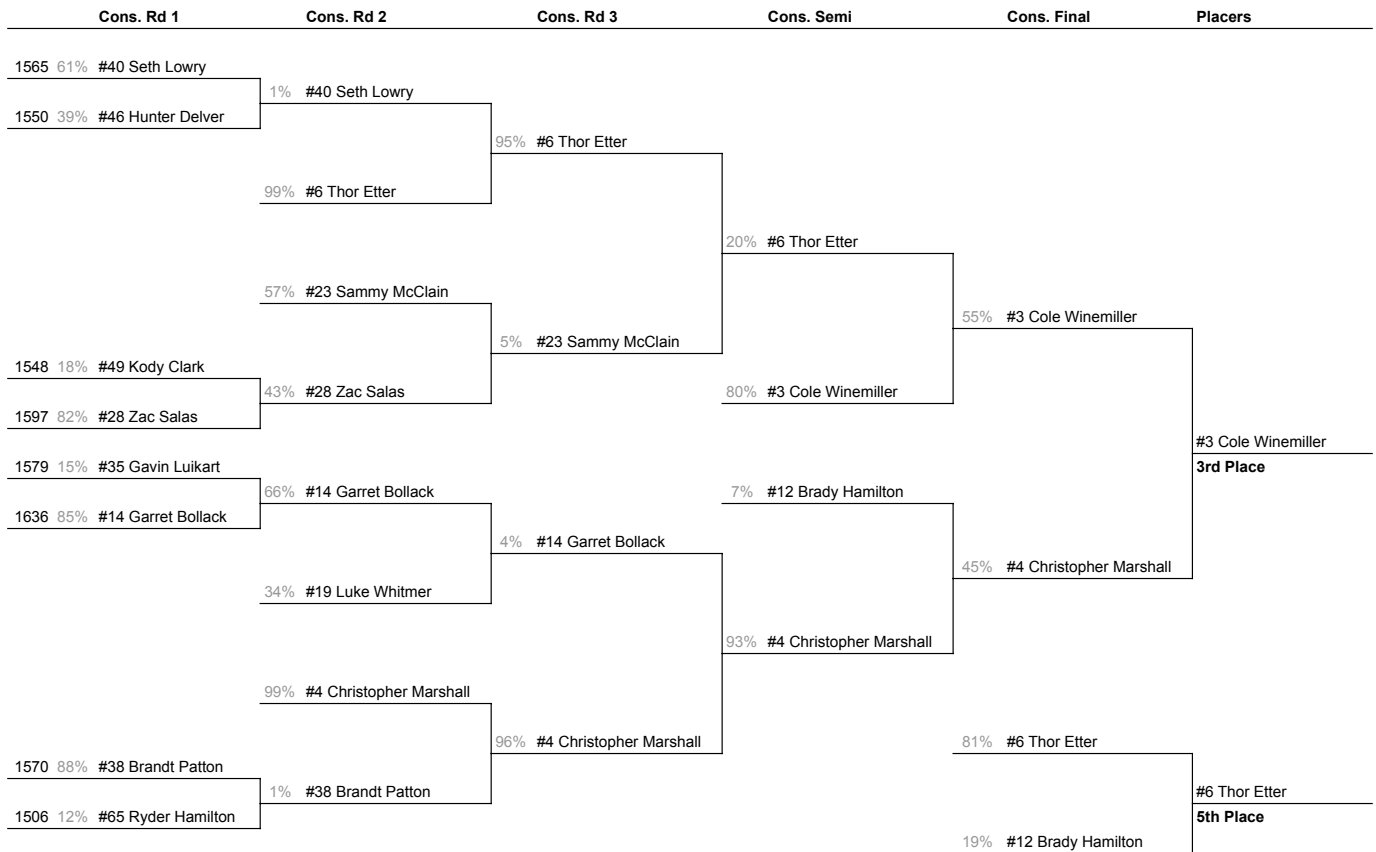 Cons. Rd 1 Cons. Rd 2 Cons. Rd 3 Cons. Semi Cons. Final Placers
1565 61% #40 Seth Lowry
1% #40 Seth Lowry
1550 39% #46 Hunter Delver
95% #6 Thor Etter
99% #6 Thor Etter
20% #6 Thor Etter
57% #23 Sammy McClain
55% #3 Cole Winemiller
5% #23 Sammy McClain
1548 18% #49 Kody Clark
43% #28 Zac Salas
80% #3 Cole Winemiller
1597 82% #28 Zac Salas
#3 Cole Winemiller
1579 15% #35 Gavin Luikart
3rd Place
66% #14 Garret Bollack
7% #12 Brady Hamilton
1636 85% #14 Garret Bollack
4% #14 Garret Bollack
45% #4 Christopher Marshall
34% #19 Luke Whitmer
93% #4 Christopher Marshall
99% #4 Christopher Marshall
96% #4 Christopher Marshall
81% #6 Thor Etter
1570 88% #38 Brandt Patton
1% #38 Brandt Patton
#6 Thor Etter
1506 12% #65 Ryder Hamilton
5th Place
19% #12 Brady Hamilton